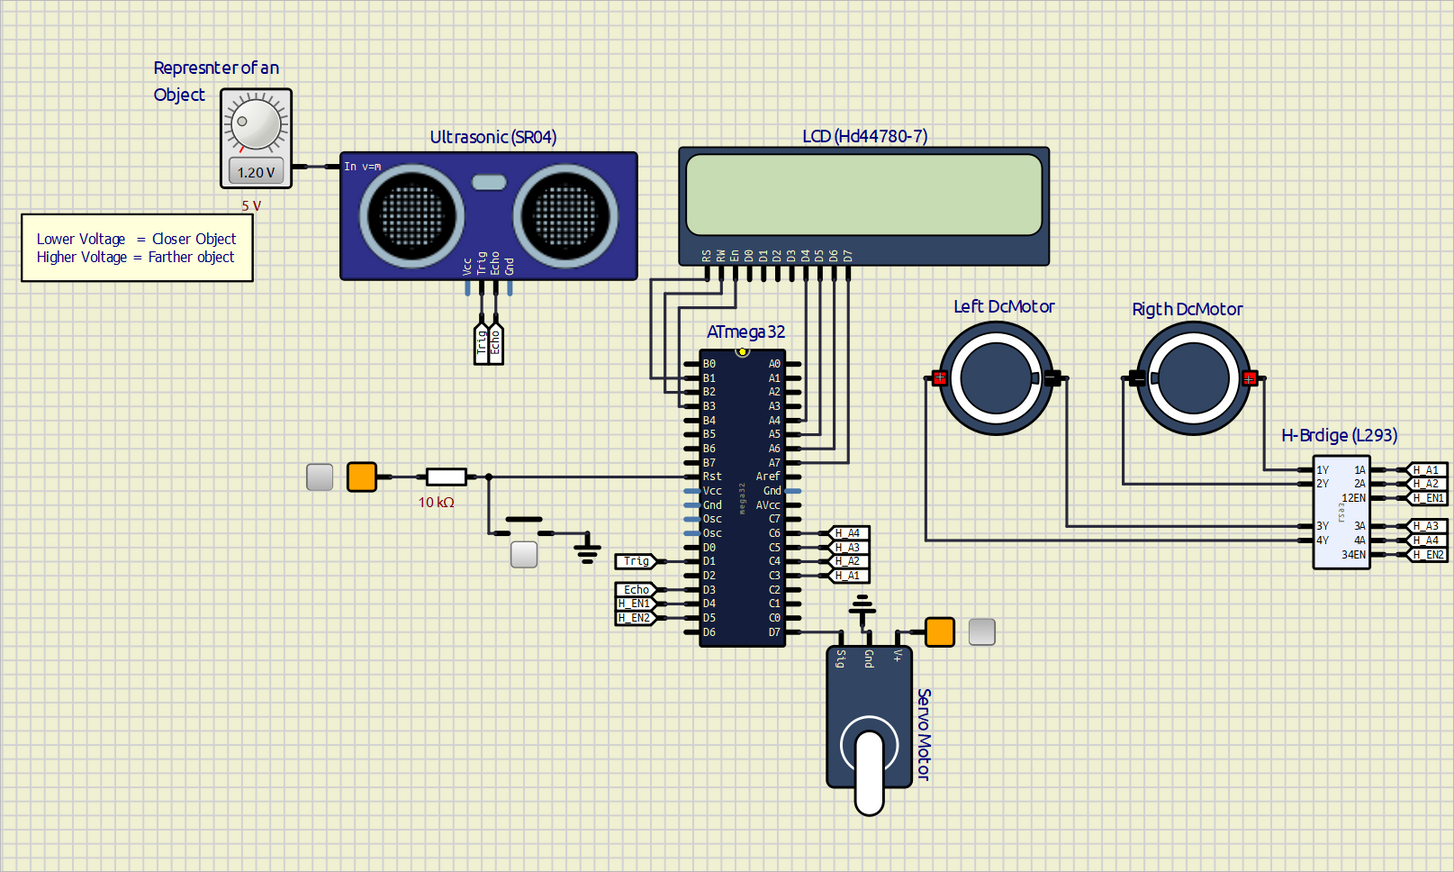 Represnter of an
Object
1.20 V
5 V
Lower Voltage = Closer Object
Higher Voltage = Farther object
Ultrasonic (SR04)
In v=m
Vcc
Trig
Echo
Gnd
Trig
Echo
LCD (Hd44780-7)
RS
RW
En
D0
D1
D2
D3
D4
D5
D6
D7
ATmega32
B0 A0
B1 A1
B2 A2
B3 A3
B4 A4
B5 A5
B6 A6
B7 A7
Rst Aref
Vcc Gnd
Gnd AVcc
Osc C7
Osc C6
D0 C5
D1 C4
D2 C3
D3 C2
D4 C1
D5 C0
D6 D7
mega32
10 kΩ
Trig
Echo
H_EN1
H_EN2
H_A4
H_A3
H_A2
H_A1
Left DcMotor
+
Rigth DcMotor
+
H-Brdige (L293)
1Y 1A
2Y 2A
12EN
3Y 3A
4Y 4A
34EN
H_A1
H_A2
H_EN1
H_A3
H_A4
H_EN2
Sig
Gnd
V+
Servo Motor